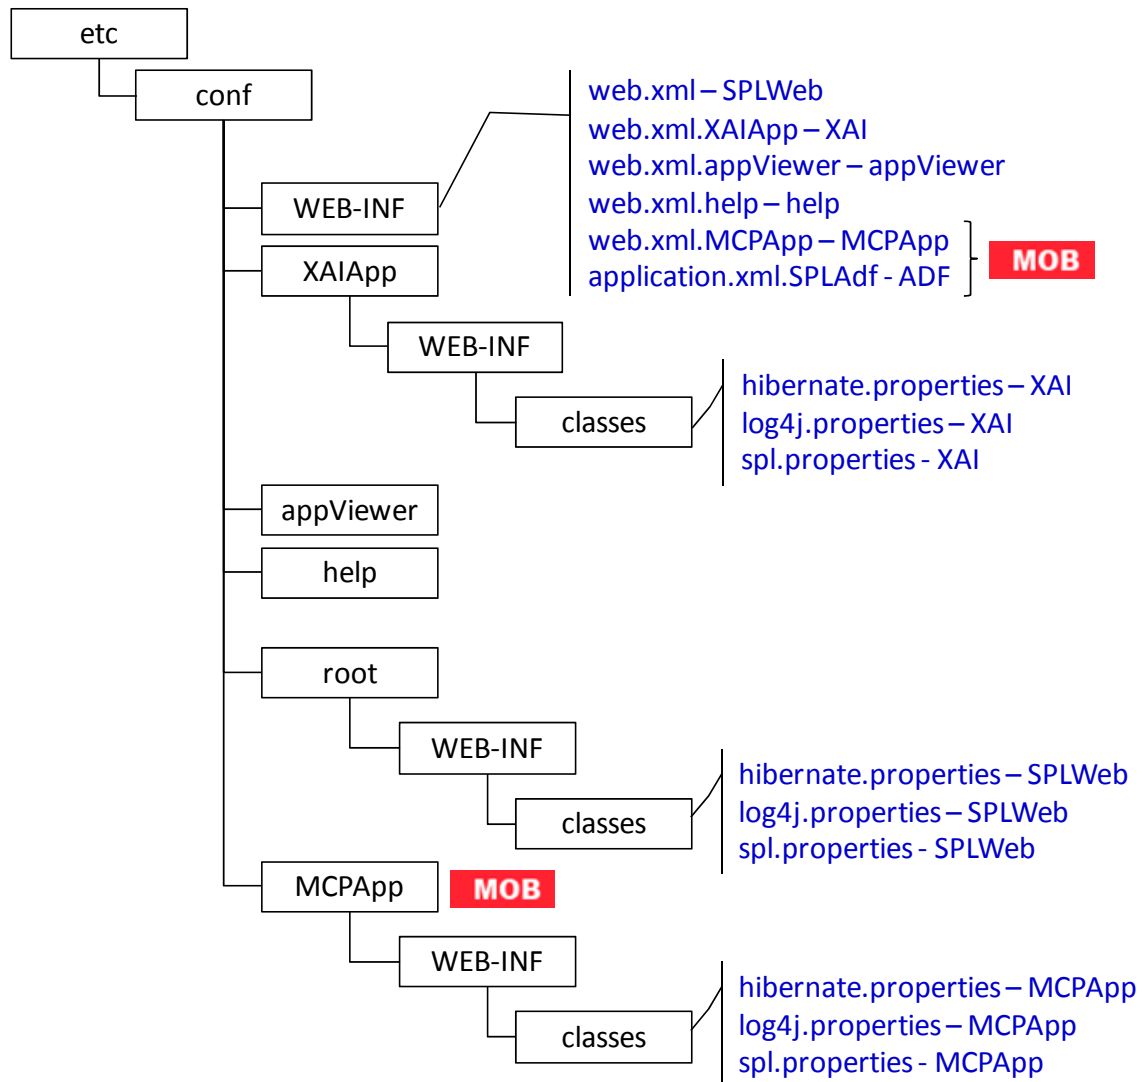 etc
conf
web.xml – SPLWeb
web.xml.XAIApp – XAI
web.xml.appViewer – appViewer
WEB-INF
web.xml.help – help
web.xml.MCPApp – MCPApp
MOB
XAIApp
application.xml.SPLAdf - ADF
WEB-INF
hibernate.properties – XAI
classes
log4j.properties – XAI
spl.properties - XAI
appViewer
help
root
WEB-INF
hibernate.properties – SPLWeb
classes
log4j.properties – SPLWeb
spl.properties - SPLWeb
MCPApp
MOB
WEB-INF
hibernate.properties – MCPApp
classes
log4j.properties – MCPApp
spl.properties - MCPApp